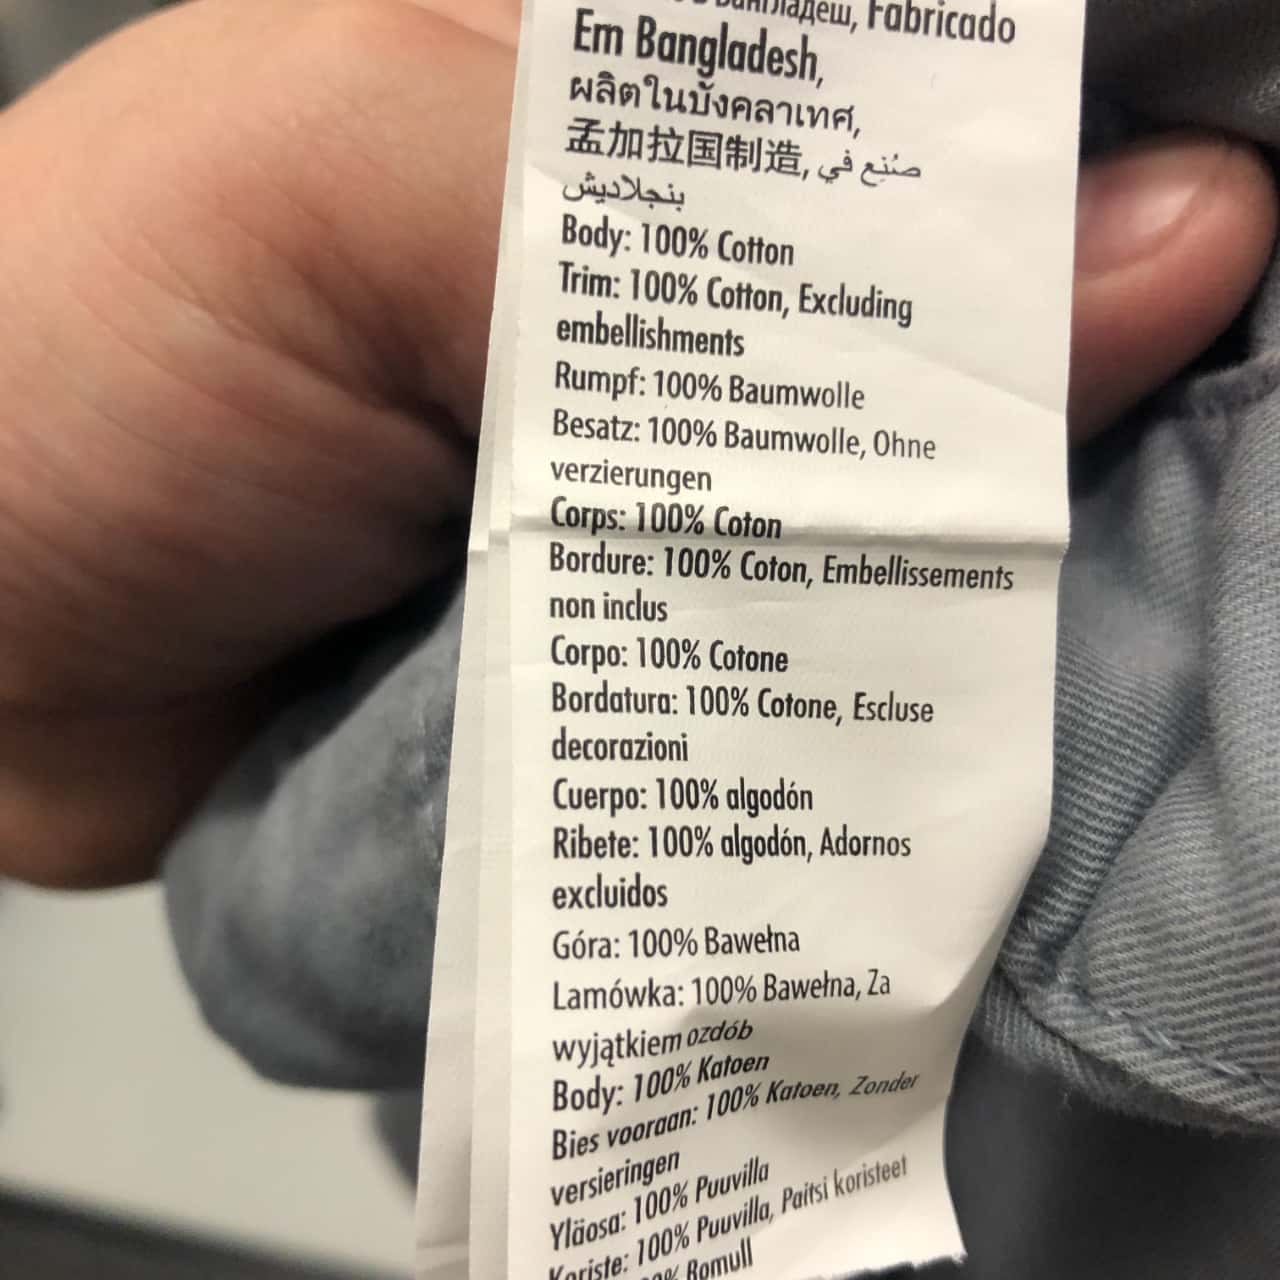 Бангладеш, Fabricado
Em Bangladesh,
ผลิตในบังคลาเทศ,
孟加拉国制造, صُنِع في
بنجلاديش
Body: 100% Cotton
Trim: 100% Cotton, Excluding
embellishments
Rumpf: 100% Baumwolle
Besatz: 100% Baumwolle, Ohne
verzierungen
Corps: 100% Coton
Bordure: 100% Coton, Embellissements
non inclus
Corpo: 100% Cotone
Bordatura: 100% Cotone, Escluse
decorazioni
Cuerpo: 100% algodón
Ribete: 100% algodón, Adornos
excluidos
Góra: 100% Bawełna
Lamówka: 100% Bawełna, Za
wyjątkiem ozdób
Body: 100% Katoen
Bies vooraan: 100% Katoen, Zonder
versieringen
Yläosa: 100% Puuvilla
Koriste: 100% Puuvilla, Paitsi koristeet
Romull